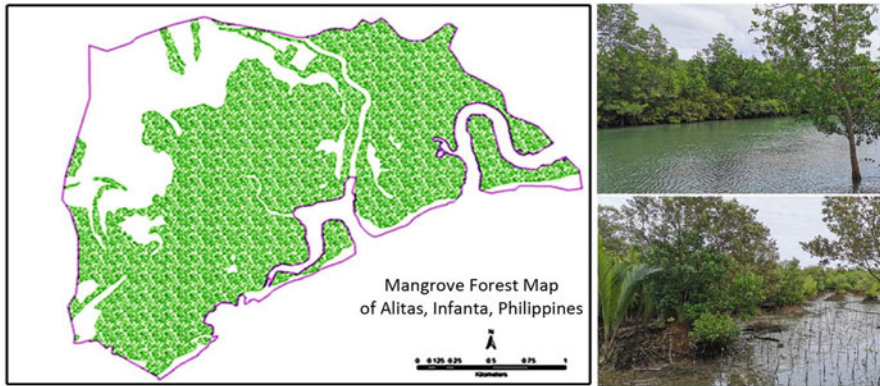 Mangrove Forest Map
of Alitas, Infanta, Philippines
N
0 0.125 0.25 0.5 0.75 1
Kilometers